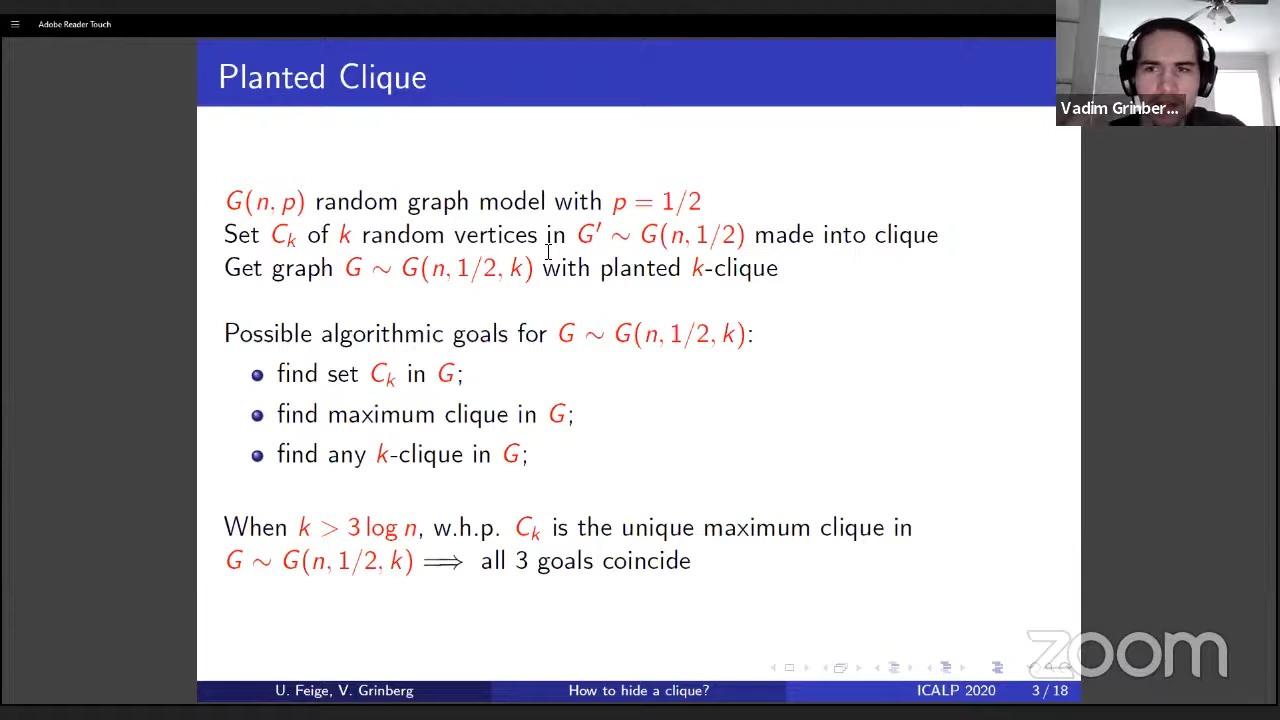 Adobe Reader Touch
Planted Clique
Vadim Grinber...
G(n, p) random graph model with p = 1/2
Set C_k of k random vertices in G′ ∼ G(n, 1/2) made into clique
Get graph G ∼ G(n, 1/2, k) with planted k-clique
Possible algorithmic goals for G ∼ G(n, 1/2, k):
find set C_k in G;
find maximum clique in G;
find any k-clique in G;
When k > 3 log n, w.h.p. C_k is the unique maximum clique in
G ∼ G(n, 1/2, k) ⟹ all 3 goals coincide
zoom
U. Feige, V. Grinberg How to hide a clique? ICALP 2020 3 / 18